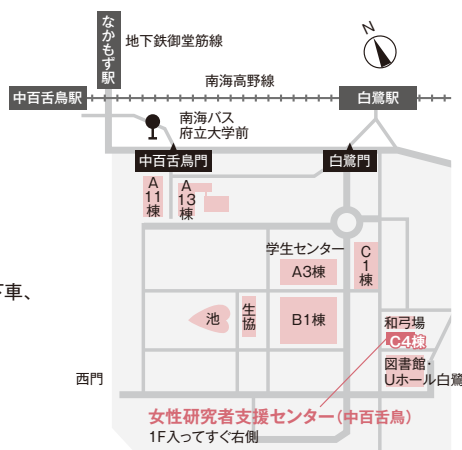 N
なかもず駅
地下鉄御堂筋線
中百舌鳥駅
南海高野線
白鷺駅
南海バス
府立大学前
中百舌鳥門
白鷺門
A11棟
A13棟
学生センター
A3棟
C1棟
下車、
池
生協
B1棟
和弓場
C4棟
図書館・
Uホール白鷺
西門
女性研究者支援センター（中百舌鳥）
1F入ってすぐ右側